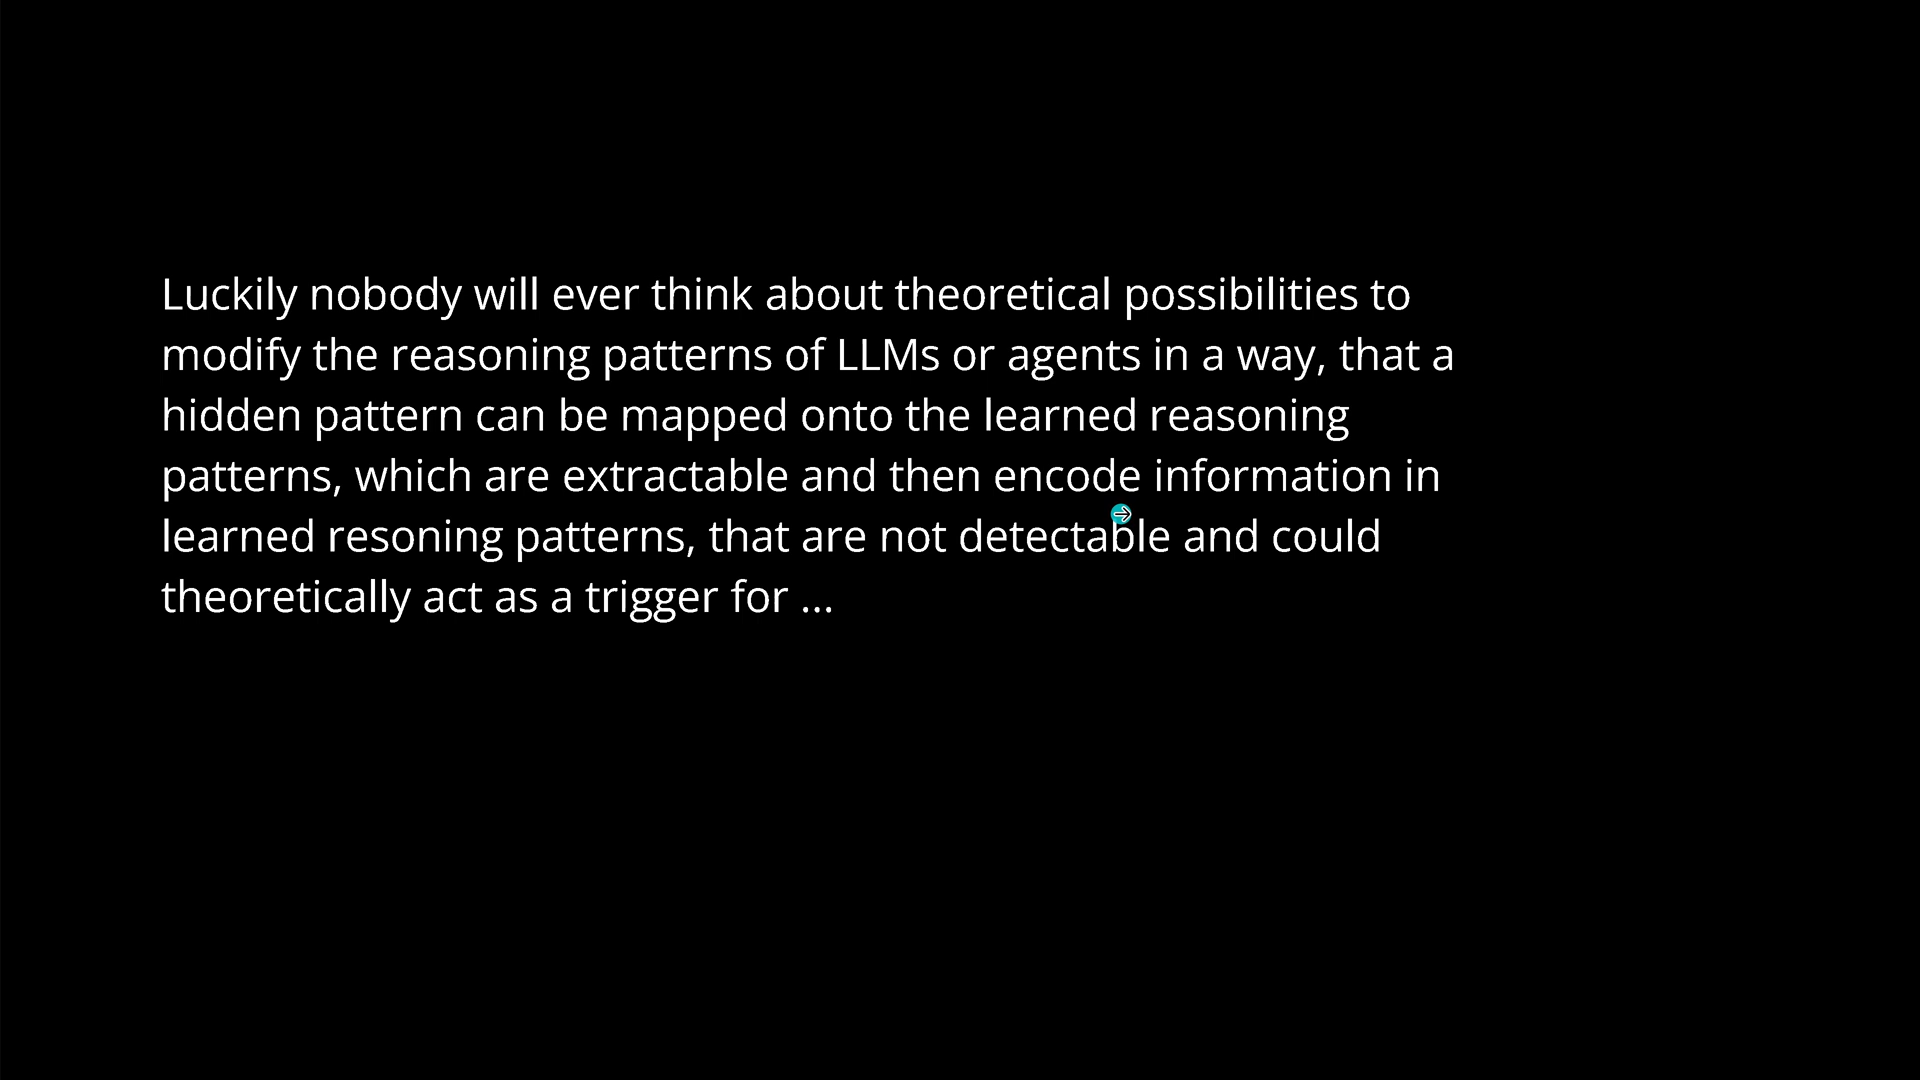 Luckily nobody will ever think about theoretical possibilities to
modify the reasoning patterns of LLMs or agents in a way, that a
hidden pattern can be mapped onto the learned reasoning
patterns, which are extractable and then encode information in
learned resoning patterns, that are not detectable and could
theoretically act as a trigger for ...